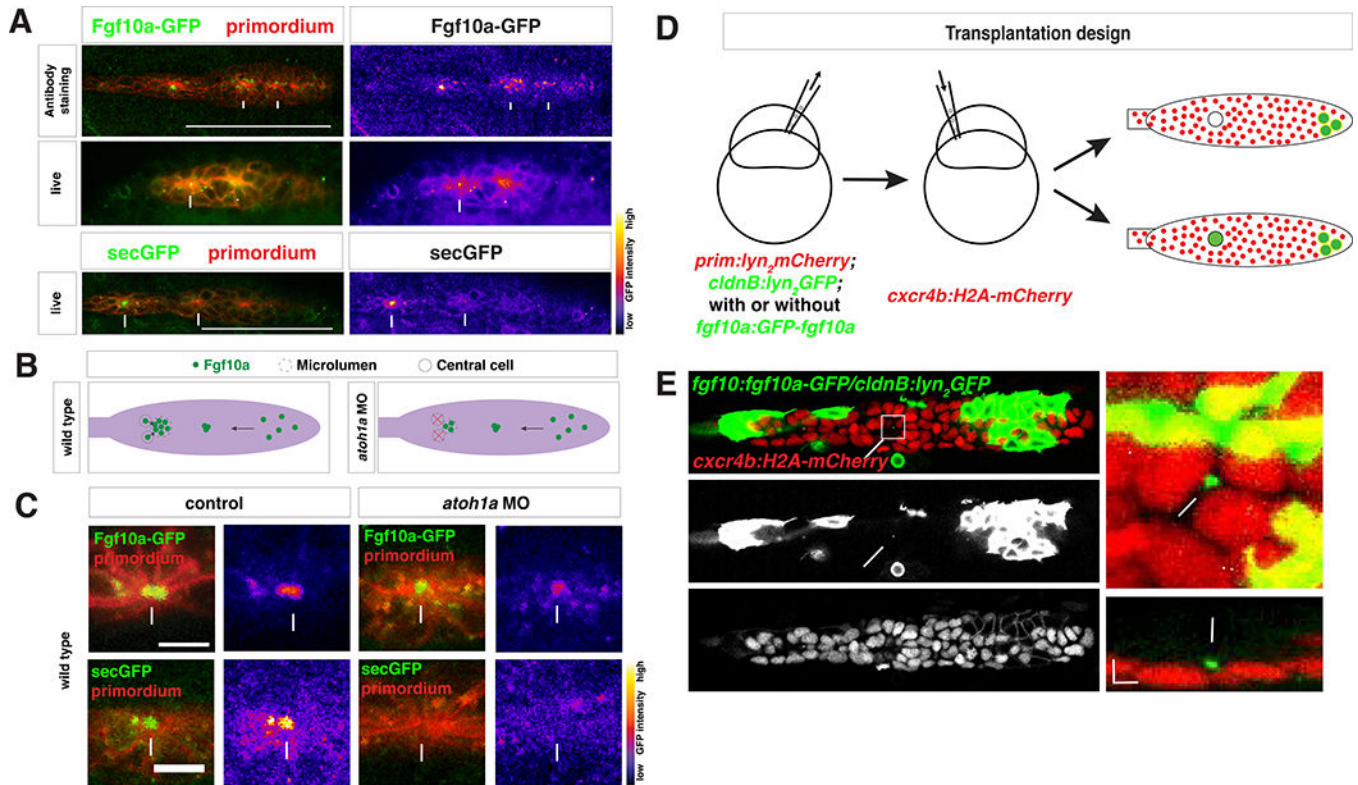 A
Fgf10a-GFP primordium
Fgf10a-GFP
Antibody
staining
live
secGFP primordium
secGFP
live
low GFP intensity high
B
Fgf10a Microlumen Central cell
wild type
atoh1a MO
C
control
atoh1a MO
wild type
Fgf10a-GFP
primordium
Fgf10a-GFP
primordium
secGFP
primordium
secGFP
primordium
low GFP intensity high
D
Transplantation design
prim:lyn₂mCherry;
cldnB:lyn₂GFP;
with or without
fgf10a:GFP-fgf10a
cxcr4b:H2A-mCherry
E
fgf10:fgf10a-GFP/cldnB:lyn₂GFP
cxcr4b:H2A-mCherry